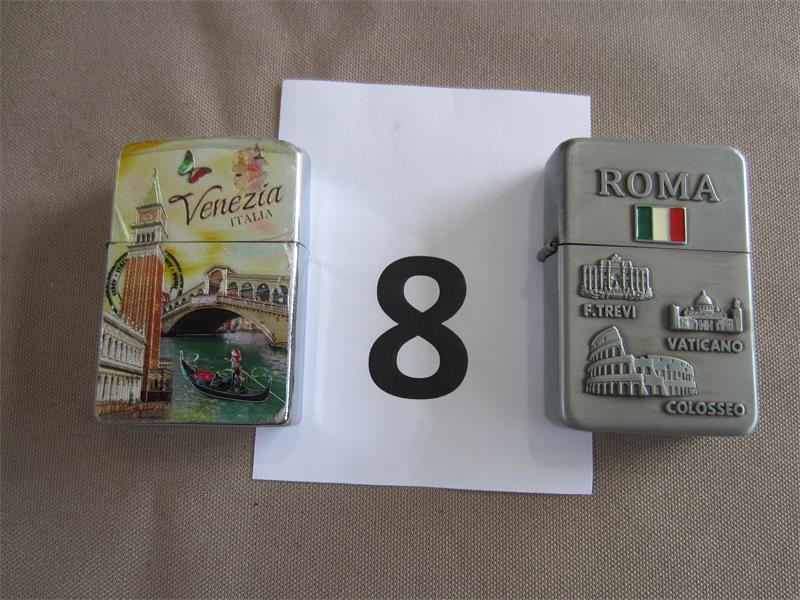 Venezia
ITALIA
8
ROMA
F.TREVI
VATICANO
COLOSSEO